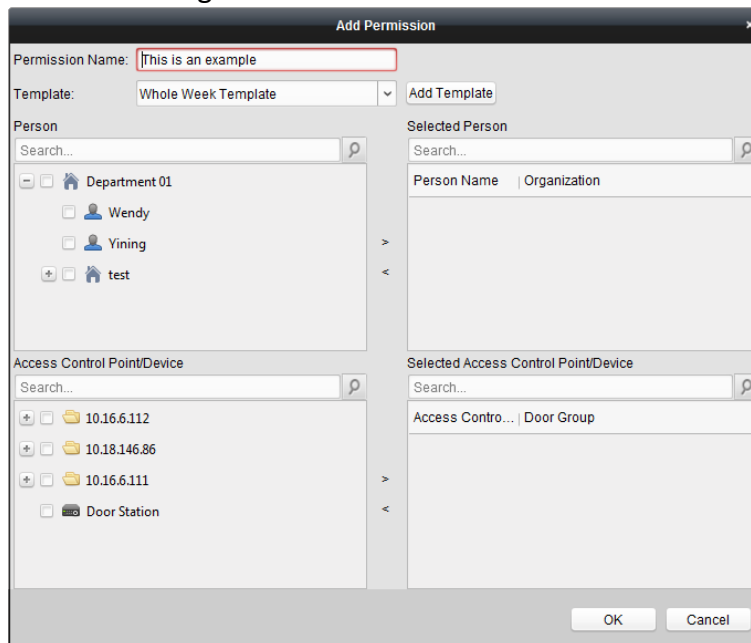 Add Permission
Permission Name: This is an example
Template: Whole Week Template Add Template
Person
Search...
Department 01
Wendy
Yining
test
Selected Person
Search...
Person Name Organization
>
<
Access Control Point/Device
Search...
10.16.6.112
10.18.146.86
10.16.6.111
Door Station
Selected Access Control Point/Device
Search...
Access Contro... Door Group
>
<
OK Cancel